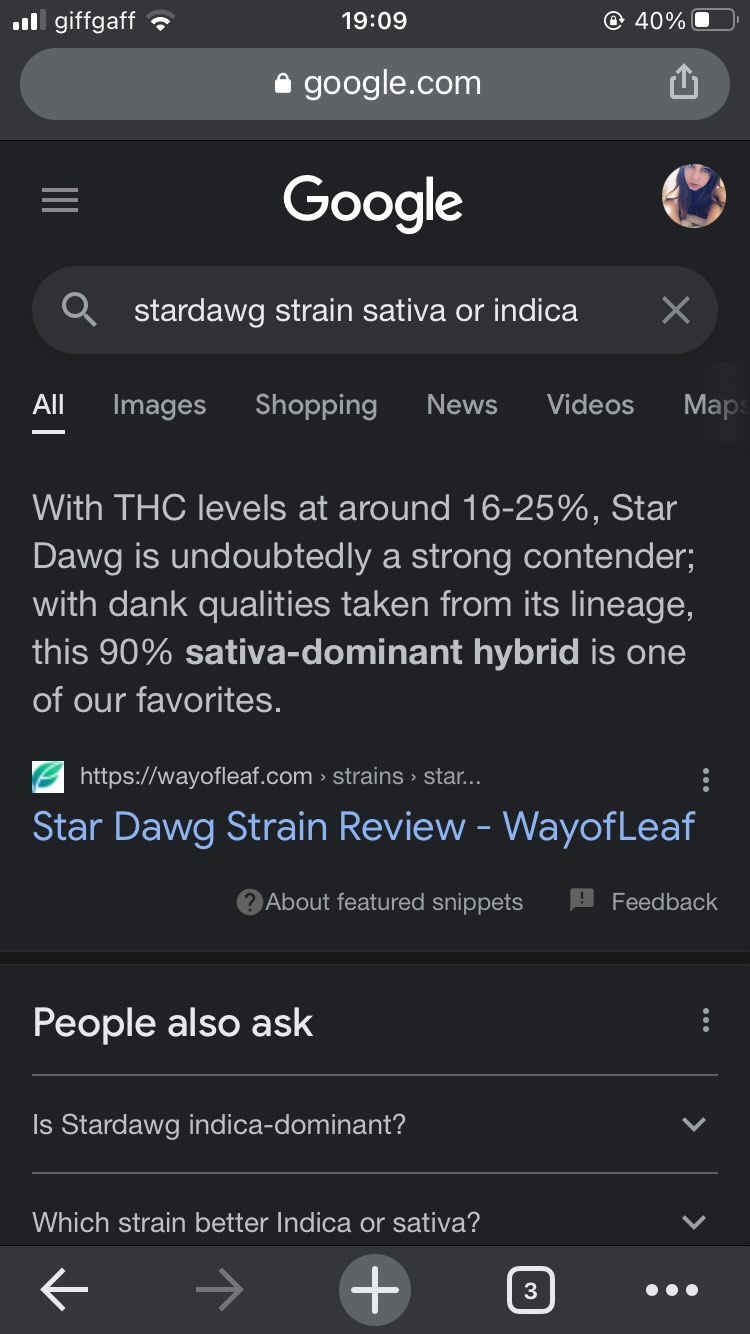 giffgaff 19:09 40%
google.com
Google
stardawg strain sativa or indica
All Images Shopping News Videos Maps
With THC levels at around 16-25%, Star
Dawg is undoubtedly a strong contender;
with dank qualities taken from its lineage,
this 90% sativa-dominant hybrid is one
of our favorites.
https://wayofleaf.com › strains › star...
Star Dawg Strain Review - WayofLeaf
About featured snippets Feedback
People also ask
Is Stardawg indica-dominant?
Which strain better Indica or sativa?
3